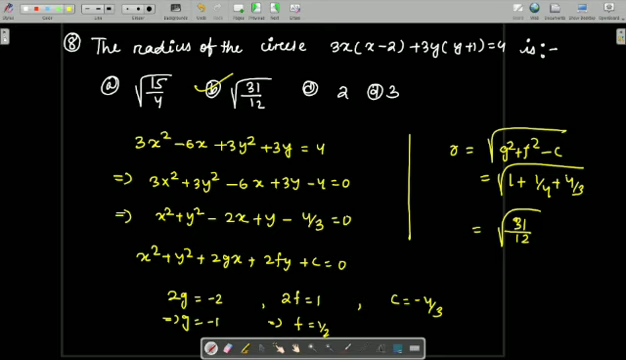 ⑧ The radius of the circle 3x(x-2)+3y(y+1)=4 is:-
ⓐ √(15/4) ⓑ √(31/12) ⓒ 2 ⓓ 3
3x²-6x+3y²+3y=4
=) 3x²+3y²-6x+3y-4=0
=) x²+y²-2x+y-4/3=0
x²+y²+2gx+2fy+c=0
2g=-2 , 2f=1 , c=-4/3
=) g=-1 =) f=1/2
r = √(g²+f²-c)
= √(1+1/4+4/3)
= √(31/12)